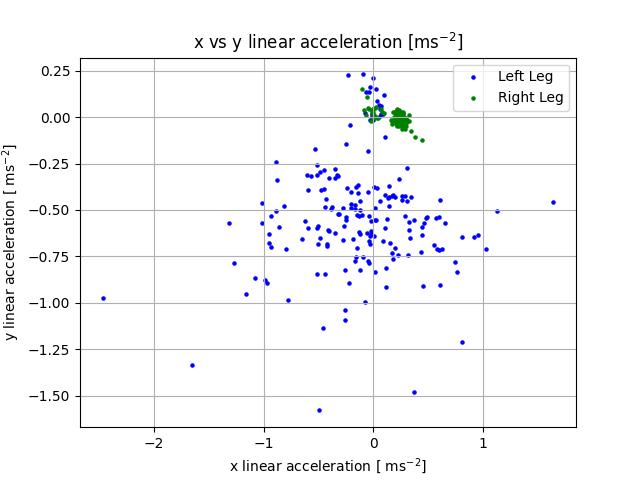 x vs y linear acceleration [ms⁻²]
Left Leg
Right Leg
y linear acceleration [ ms⁻²]
0.25
0.00
−0.25
−0.50
−0.75
−1.00
−1.25
−1.50
−2 −1 0 1
x linear acceleration [ ms⁻²]